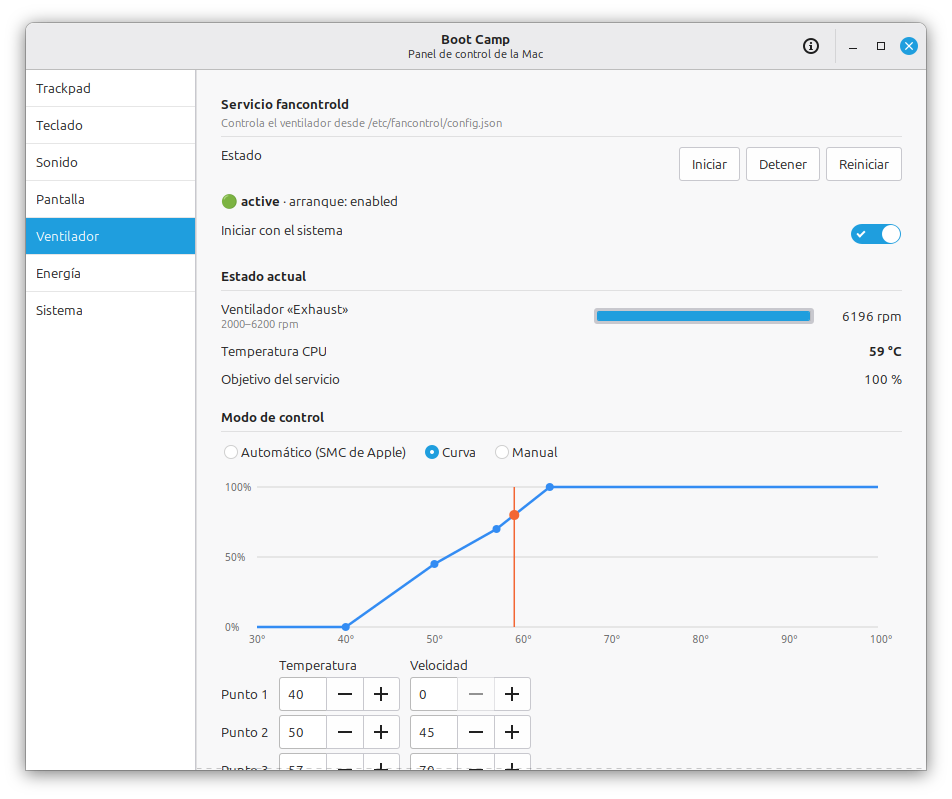 Boot Camp
Panel de control de la Mac
Trackpad
Teclado
Sonido
Pantalla
Ventilador
Energía
Sistema
Servicio fancontrold
Controla el ventilador desde /etc/fancontrol/config.json
Estado
Iniciar Detener Reiniciar
active · arranque: enabled
Iniciar con el sistema
Estado actual
Ventilador «Exhaust»
2000–6200 rpm
6196 rpm
Temperatura CPU 59 °C
Objetivo del servicio 100 %
Modo de control
Automático (SMC de Apple) Curva Manual
100%
50%
0%
30° 40° 50° 60° 70° 80° 90° 100°
Temperatura Velocidad
Punto 1 40 0
Punto 2 50 45
Punto 3 57 70